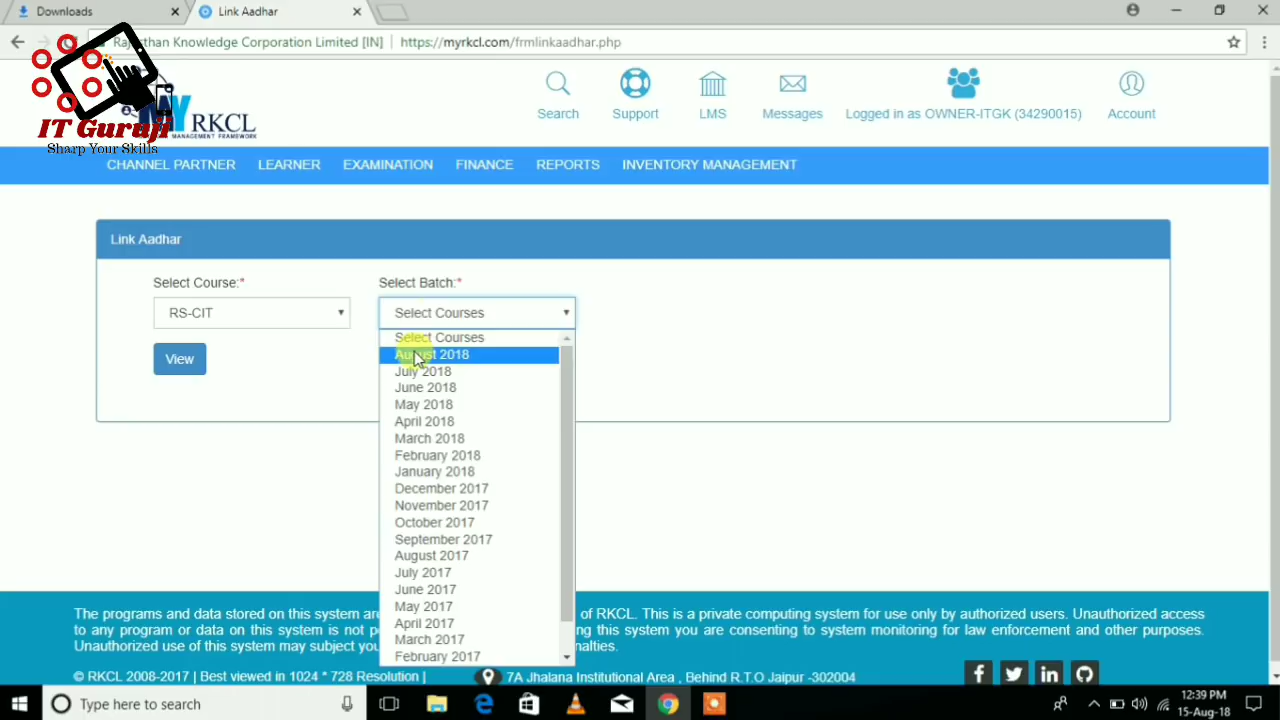 Downloads
Link Aadhar
Rajasthan Knowledge Corporation Limited [IN]
https://myrkcl.com/frmlinkaadhar.php
IT Guruji
Sharp Your Skills
MY RKCL
MANAGEMENT FRAMEWORK
Search
Support
LMS
Messages
Logged in as OWNER-ITGK (34290015)
Account
CHANNEL PARTNER LEARNER EXAMINATION FINANCE REPORTS INVENTORY MANAGEMENT
Link Aadhar
Select Course:*
Select Batch:*
RS-CIT
Select Courses
View
Select Courses
August 2018
July 2018
June 2018
May 2018
April 2018
March 2018
February 2018
January 2018
December 2017
November 2017
October 2017
September 2017
August 2017
July 2017
June 2017
May 2017
April 2017
March 2017
February 2017
The programs and data stored on this system are of RKCL. This is a private computing system for use only by authorized users. Unauthorized access
to any program or data on this system is not ing this system you are consenting to system monitoring for law enforcement and other purposes.
Unauthorized use of this system may subject you nalties.
© RKCL 2008-2017 | Best viewed in 1024 * 728 Resolution |
7A Jhalana Institutional Area , Behind R.T.O Jaipur -302004
Type here to search
12:39 PM
15-Aug-18